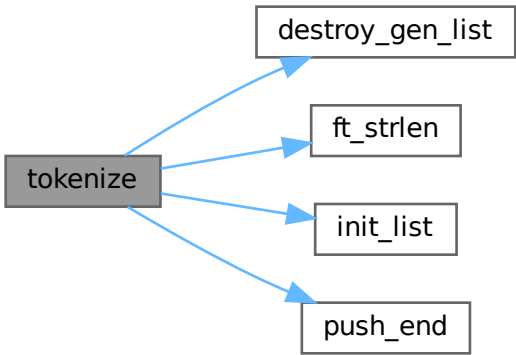 destroy_gen_list
ft_strlen
tokenize
init_list
push_end